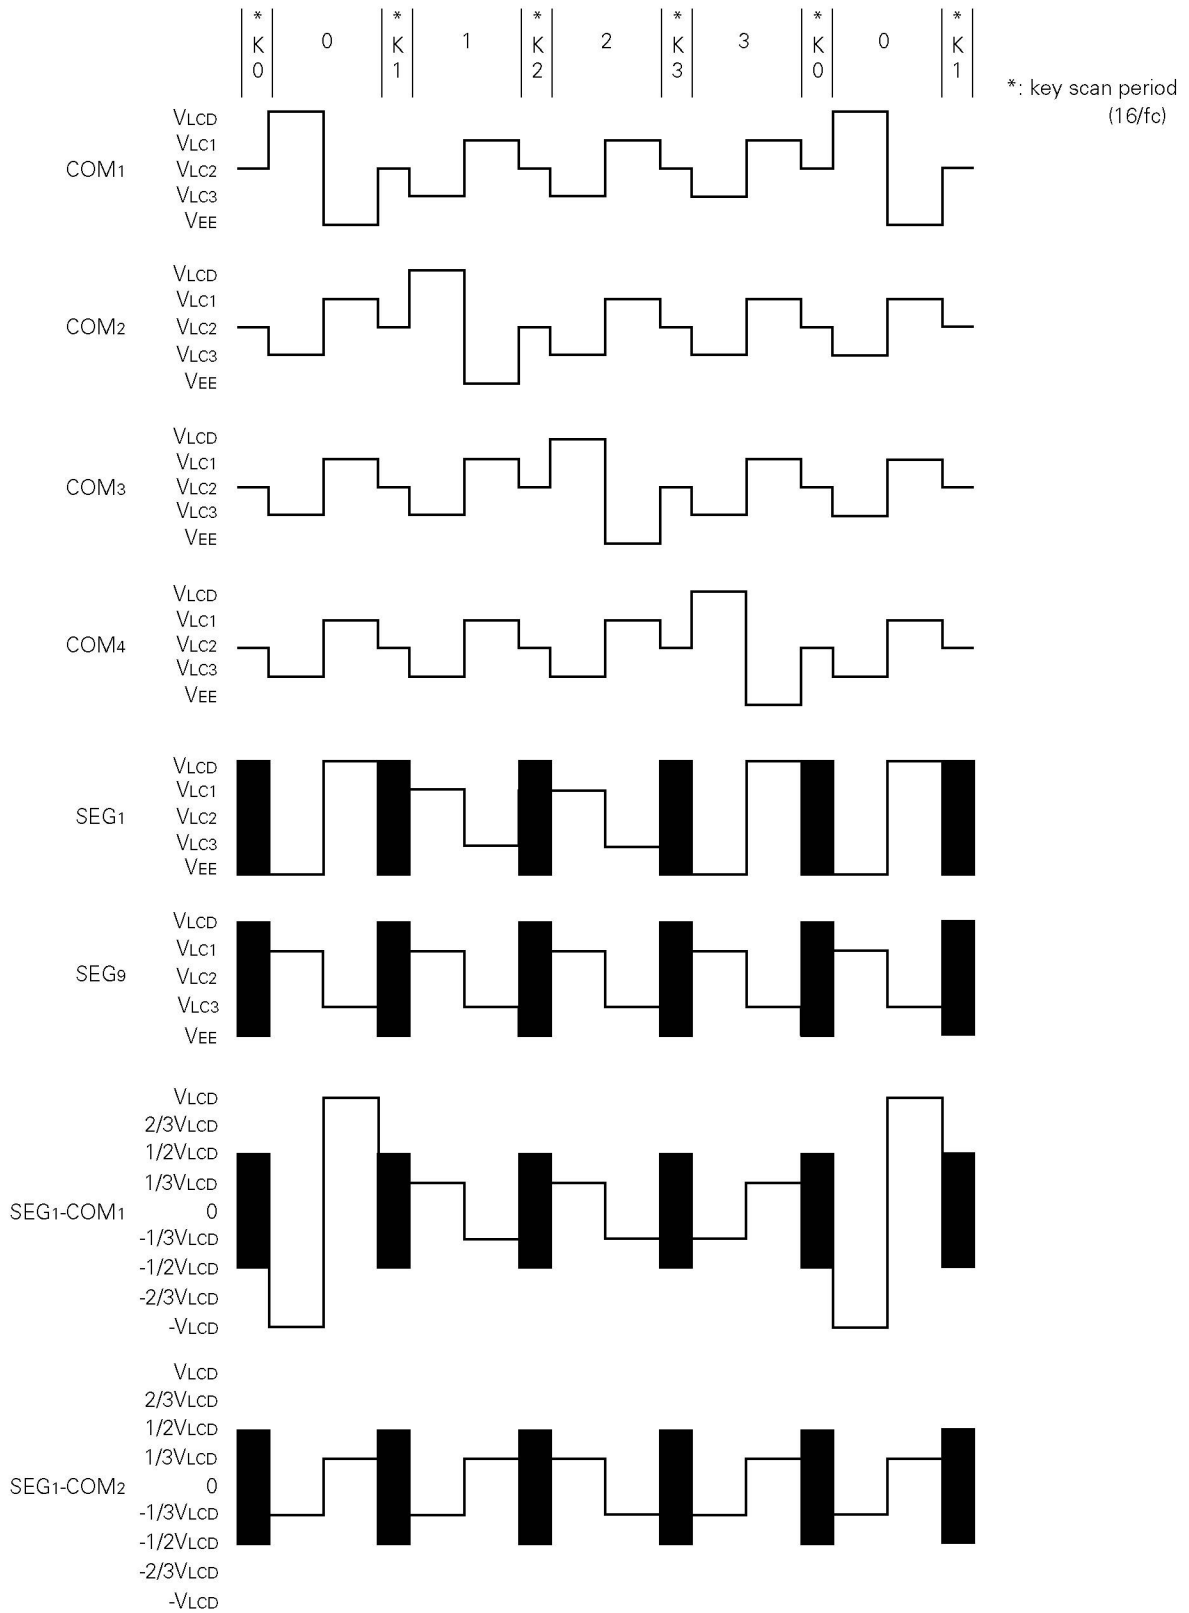 * K 0 0 * K 1 1 * K 2 2 * K 3 3 * K 0 0 * K 1
*: key scan period
(16/fc)
VLCD
VLC1
COM1 VLC2
VLC3
VEE
VLCD
VLC1
COM2 VLC2
VLC3
VEE
VLCD
VLC1
COM3 VLC2
VLC3
VEE
VLCD
VLC1
COM4 VLC2
VLC3
VEE
VLCD
VLC1
SEG1 VLC2
VLC3
VEE
VLCD
VLC1
SEG9 VLC2
VLC3
VEE
VLCD
2/3VLCD
1/2VLCD
1/3VLCD
SEG1-COM1 0
-1/3VLCD
-1/2VLCD
-2/3VLCD
-VLCD
VLCD
2/3VLCD
1/2VLCD
1/3VLCD
SEG1-COM2 0
-1/3VLCD
-1/2VLCD
-2/3VLCD
-VLCD